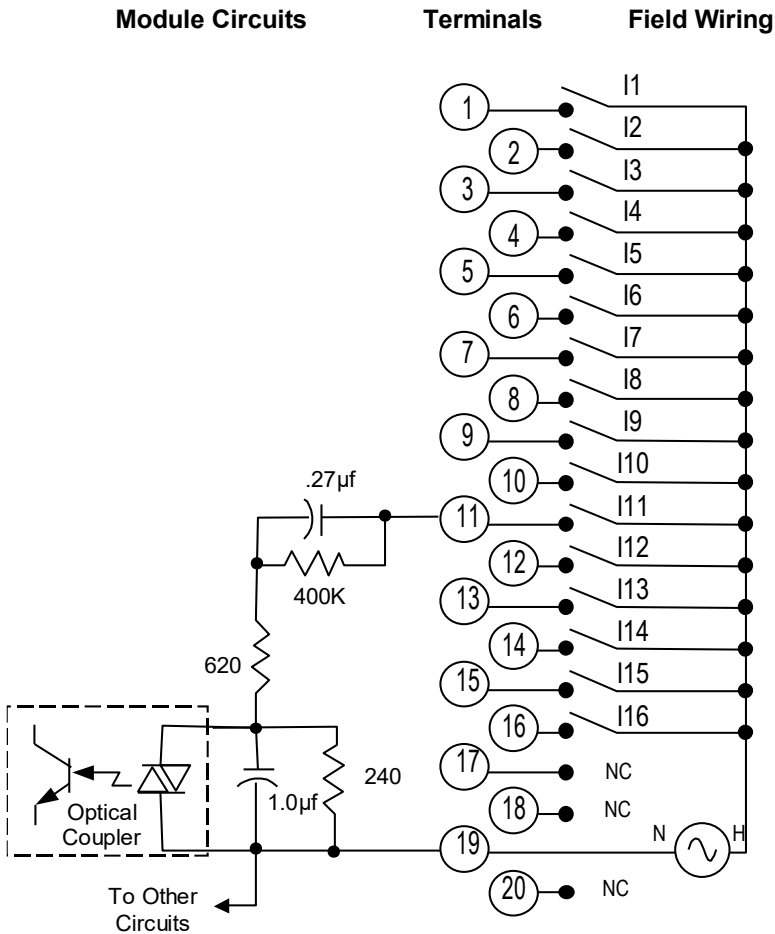 Module Circuits
Terminals
Field Wiring
1
I1
2
I2
3
I3
4
I4
5
I5
6
I6
7
I7
8
I8
9
I9
10
I10
11
I11
12
I12
13
I13
14
I14
15
I15
16
I16
17
NC
18
NC
19
N
H
20
NC
.27µf
400K
620
240
1.0µf
Optical
Coupler
To Other
Circuits